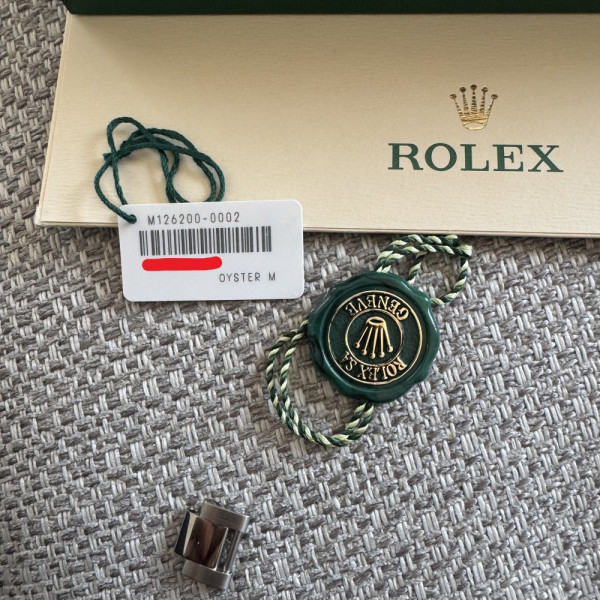 ROLEX
M126200-0002
OYSTER M
ROLEX SA
GENEVE